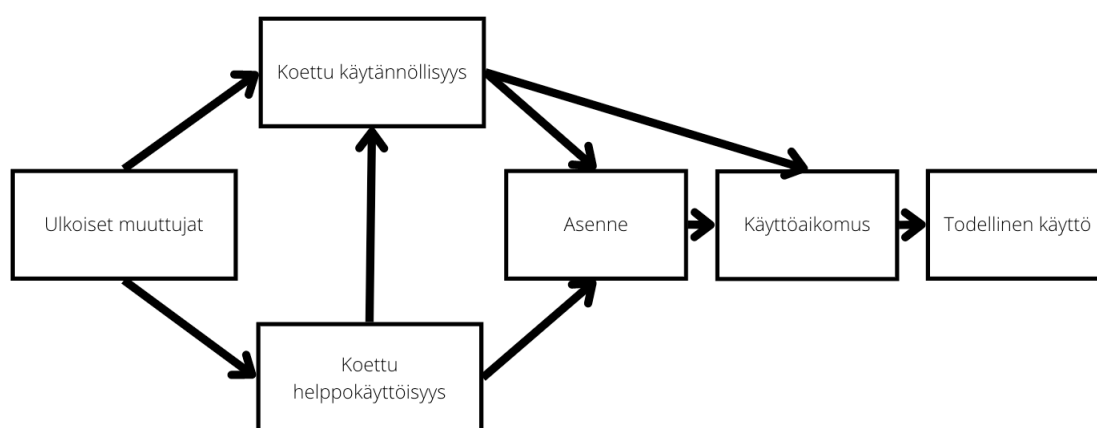 Koettu käytännöllisyys
Ulkoiset muuttujat
Asenne
Käyttöaikomus
Todellinen käyttö
Koettu
helppokäyttöisyys